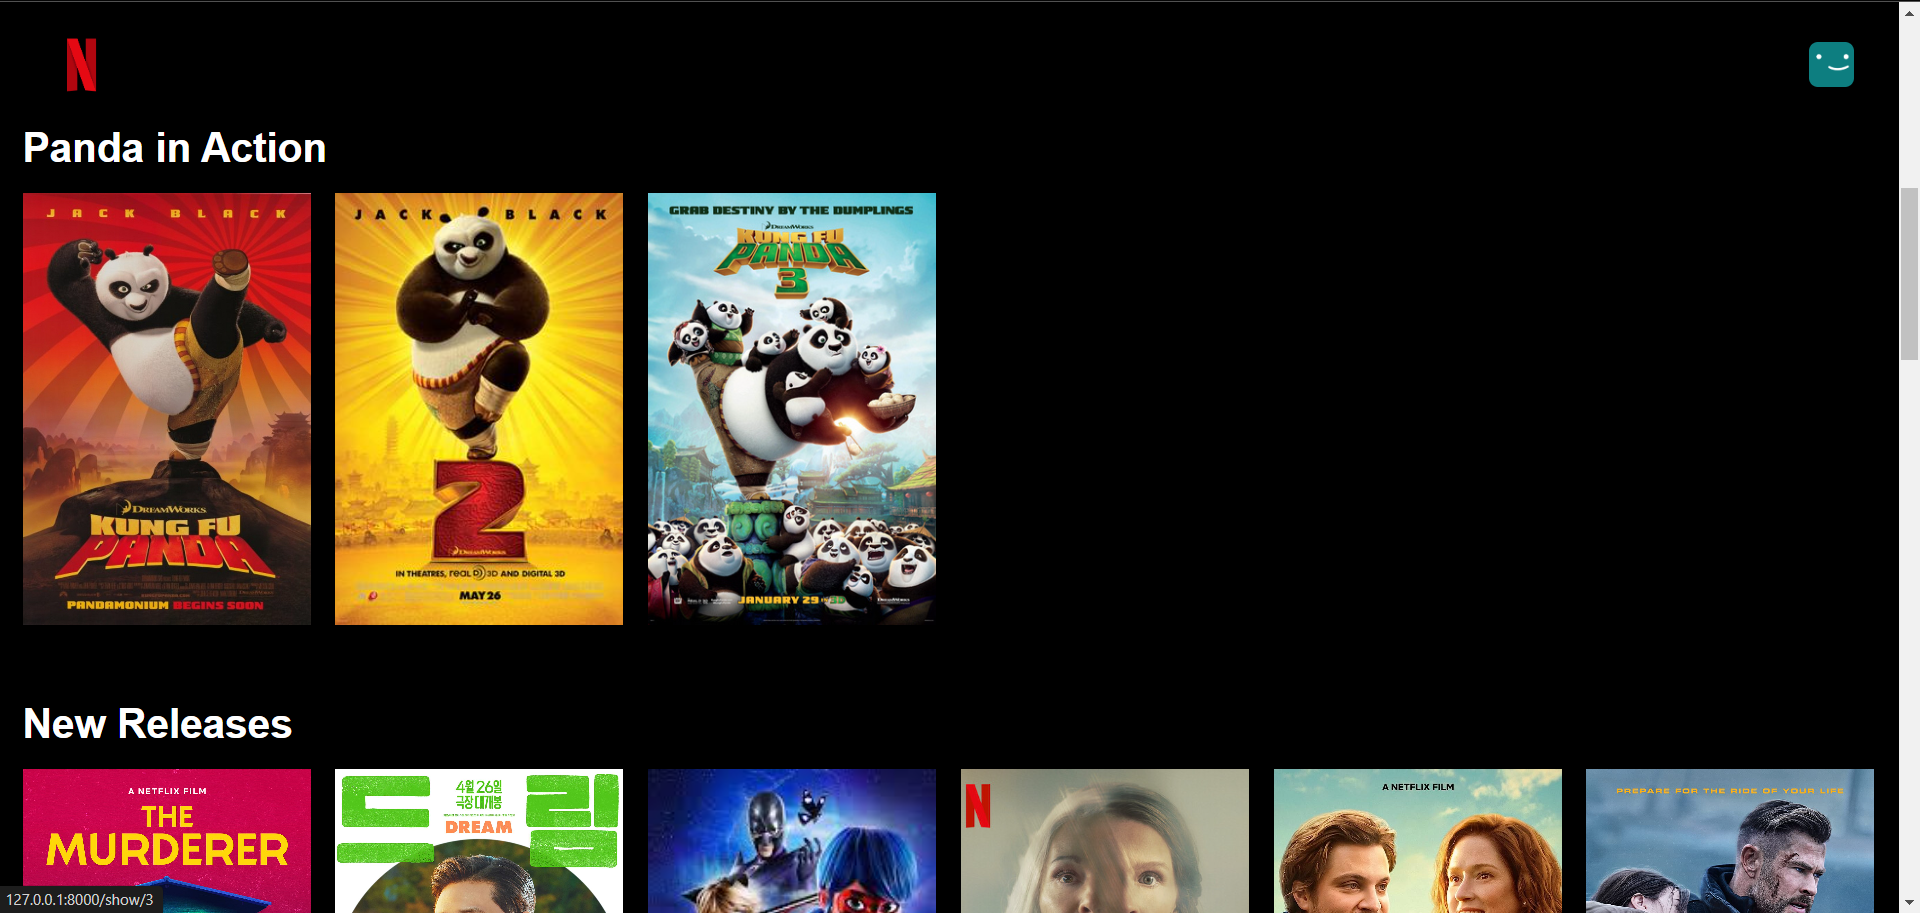 N
Panda in Action
JACK BLACK
DREAMWORKS
KUNG FU
PANDA
PANDAMONIUM BEGINS SOON
JACK BLACK
2
DREAMWORKS
IN THEATRES, REAL D 3D AND DIGITAL 3D
MAY 26
GRAB DESTINY BY THE DUMPLINGS
DREAMWORKS
KUNG FU
PANDA
3
JANUARY 29 IN 3D
New Releases
A NETFLIX FILM
THE
MURDERER
4월 26일
극장 대개봉
드림
DREAM
N
A NETFLIX FILM
PREPARE FOR THE RIDE OF YOUR LIFE
127.0.0.1:8000/show/3